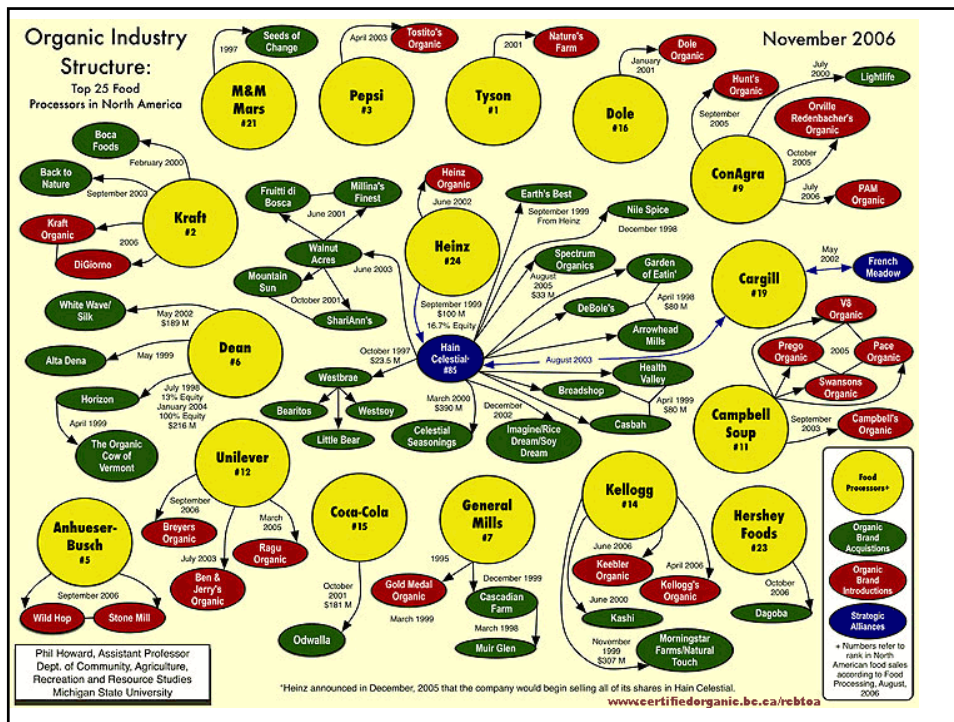 Organic Industry
Structure:
Top 25 Food
Processors in North America
November 2006
M&M
Mars
#21
1997
Seeds of
Change
Pepsi
#3
April 2003
Tostito's
Organic
Tyson
#1
2001
Nature's
Farm
Dole
#16
January
2001
Dole
Organic
ConAgra
#9
September
2005
Hunt's
Organic
July
2000
Lightlife
October
2005
Orville
Redenbacher's
Organic
July
2006
PAM
Organic
Kraft
#2
February 2000
Boca
Foods
September 2003
Back to
Nature
2006
Kraft
Organic
DiGiorno
Fruitti di
Bosca
Millina's
Finest
June 2001
Walnut
Acres
June 2003
Mountain
Sun
October 2001
ShariAnn's
Heinz
#24
June 2002
Heinz
Organic
September 1999
$100 M
16.7% Equity
Hain
Celestial*
#85
Earth's Best
September 1999
From Heinz
Nile Spice
December 1998
Spectrum
Organics
August
2005
$33 M
Garden
of Eatin'
DeBole's
April 1998
$80 M
Arrowhead
Mills
August 2003
Health
Valley
Breadshop
April 1999
$80 M
Casbah
Imagine/Rice
Dream/Soy
Dream
December
2002
Celestial
Seasonings
March 2000
$390 M
October 1997
$23.5 M
Westbrae
Bearitos
Westsoy
Little Bear
Cargill
#19
May
2002
French
Meadow
Campbell
Soup
#11
V8
Organic
Prego
Organic
2005
Pace
Organic
Swansons
Organic
September
2003
Campbell's
Organic
Dean
#6
May 2002
$189 M
White Wave/
Silk
May 1999
Alta Dena
July 1998
13% Equity
January 2004
100% Equity
$216 M
Horizon
April 1999
The Organic
Cow of
Vermont
Unilever
#12
September
2006
Breyers
Organic
July 2003
Ben &
Jerry's
Organic
March
2005
Ragu
Organic
Anhueser-
Busch
#5
September 2006
Wild Hop
Stone Mill
Coca-Cola
#15
October
2001
$181 M
Odwalla
General
Mills
#7
1995
Gold Medal
Organic
March 1999
December 1999
Cascadian
Farm
March 1998
Muir Glen
Kellogg
#14
June 2006
Keebler
Organic
April 2006
Kellogg's
Organic
June 2000
Kashi
November
1999
$307 M
Morningstar
Farms/Natural
Touch
Hershey
Foods
#23
October
2006
Dagoba
Food
Processors+
Organic
Brand
Acquistions
Organic
Brand
Introductions
Strategic
Alliances
+ Numbers refer to
rank in North
American food sales
according to Food
Processing, August,
2006
Phil Howard, Assistant Professor
Dept. of Community, Agriculture,
Recreation and Resource Studies
Michigan State University
*Heinz announced in December, 2005 that the company would begin selling all of its shares in Hain Celestial.
www.certifiedorganic.bc.ca/rcbtoa